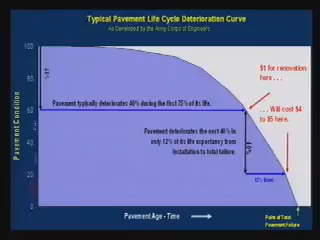 Typical Pavement Life Cycle Deterioration Curve
As Developed by the Army Corps of Engineers
100
80
60
40
20
0
Pavement Condition
$1 for renovation
here . . .
. . . Will cost $4
to $5 here.
Pavement typically deteriorates 40% during the first 75% of its life.
Pavement deteriorates the next 40% in
only 12% of its life expectancy from
installation to total failure.
12% time
Pavement Age - Time
Point of Total
Pavement Failure